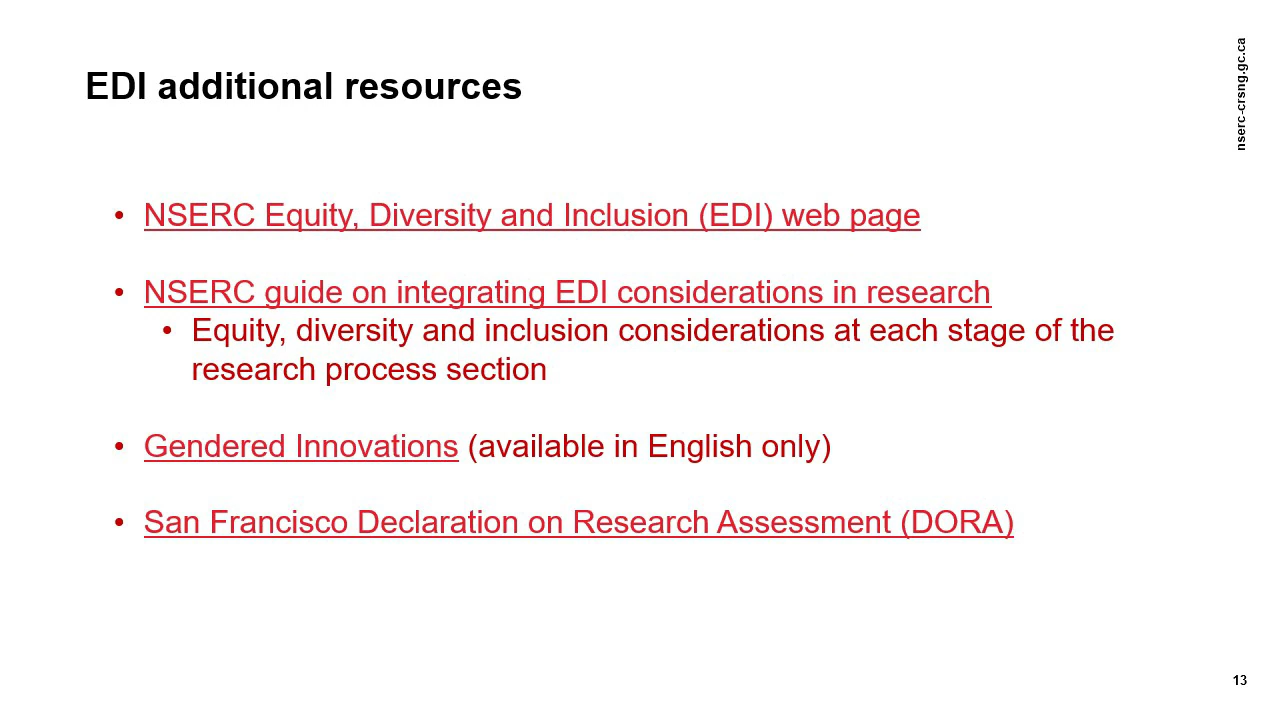 nserc-crsng.gc.ca
EDI additional resources
• NSERC Equity, Diversity and Inclusion (EDI) web page
• NSERC guide on integrating EDI considerations in research
• Equity, diversity and inclusion considerations at each stage of the
research process section
• Gendered Innovations (available in English only)
• San Francisco Declaration on Research Assessment (DORA)
13